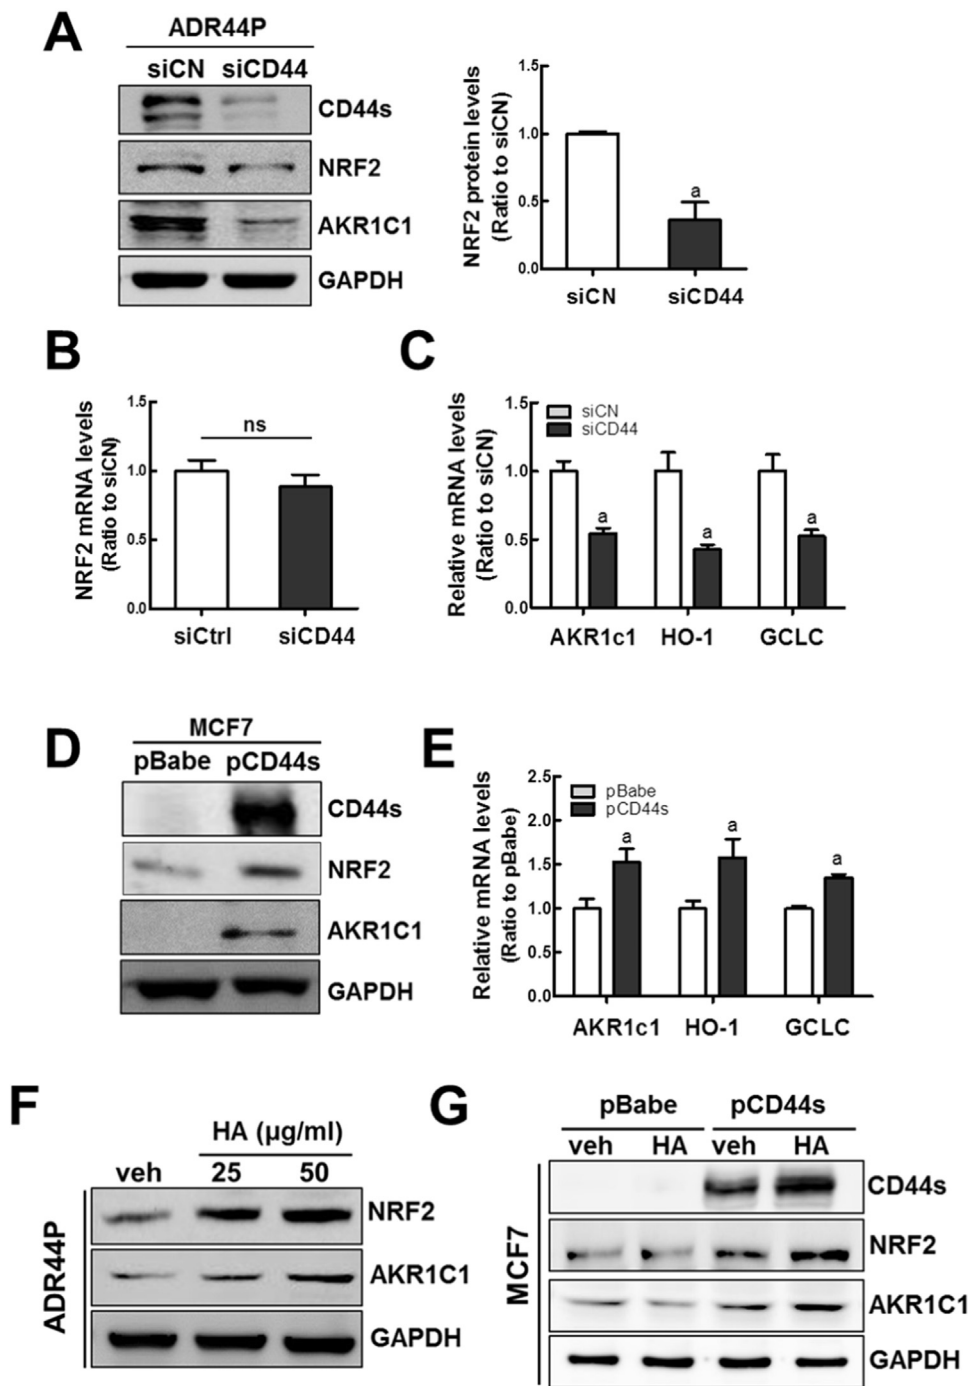 A
ADR44P
siCN siCD44
CD44s
NRF2
AKR1C1
GAPDH
NRF2 protein levels
(Ratio to siCN)
1.5
1.0
0.5
0.0
a
siCN siCD44
B
NRF2 mRNA levels
(Ratio to siCN)
1.5
1.0
0.5
0.0
ns
siCtrl siCD44
C
Relative mRNA levels
(Ratio to siCN)
1.5
1.0
0.5
0.0
siCN
siCD44
a a a
AKR1c1 HO-1 GCLC
D
MCF7
pBabe pCD44s
CD44s
NRF2
AKR1C1
GAPDH
E
Relative mRNA levels
(Ratio to pBabe)
2.5
2.0
1.5
1.0
0.5
0.0
pBabe
pCD44s
a a a
AKR1c1 HO-1 GCLC
F
HA (µg/ml)
veh 25 50
ADR44P
NRF2
AKR1C1
GAPDH
G
pBabe pCD44s
veh HA veh HA
MCF7
CD44s
NRF2
AKR1C1
GAPDH